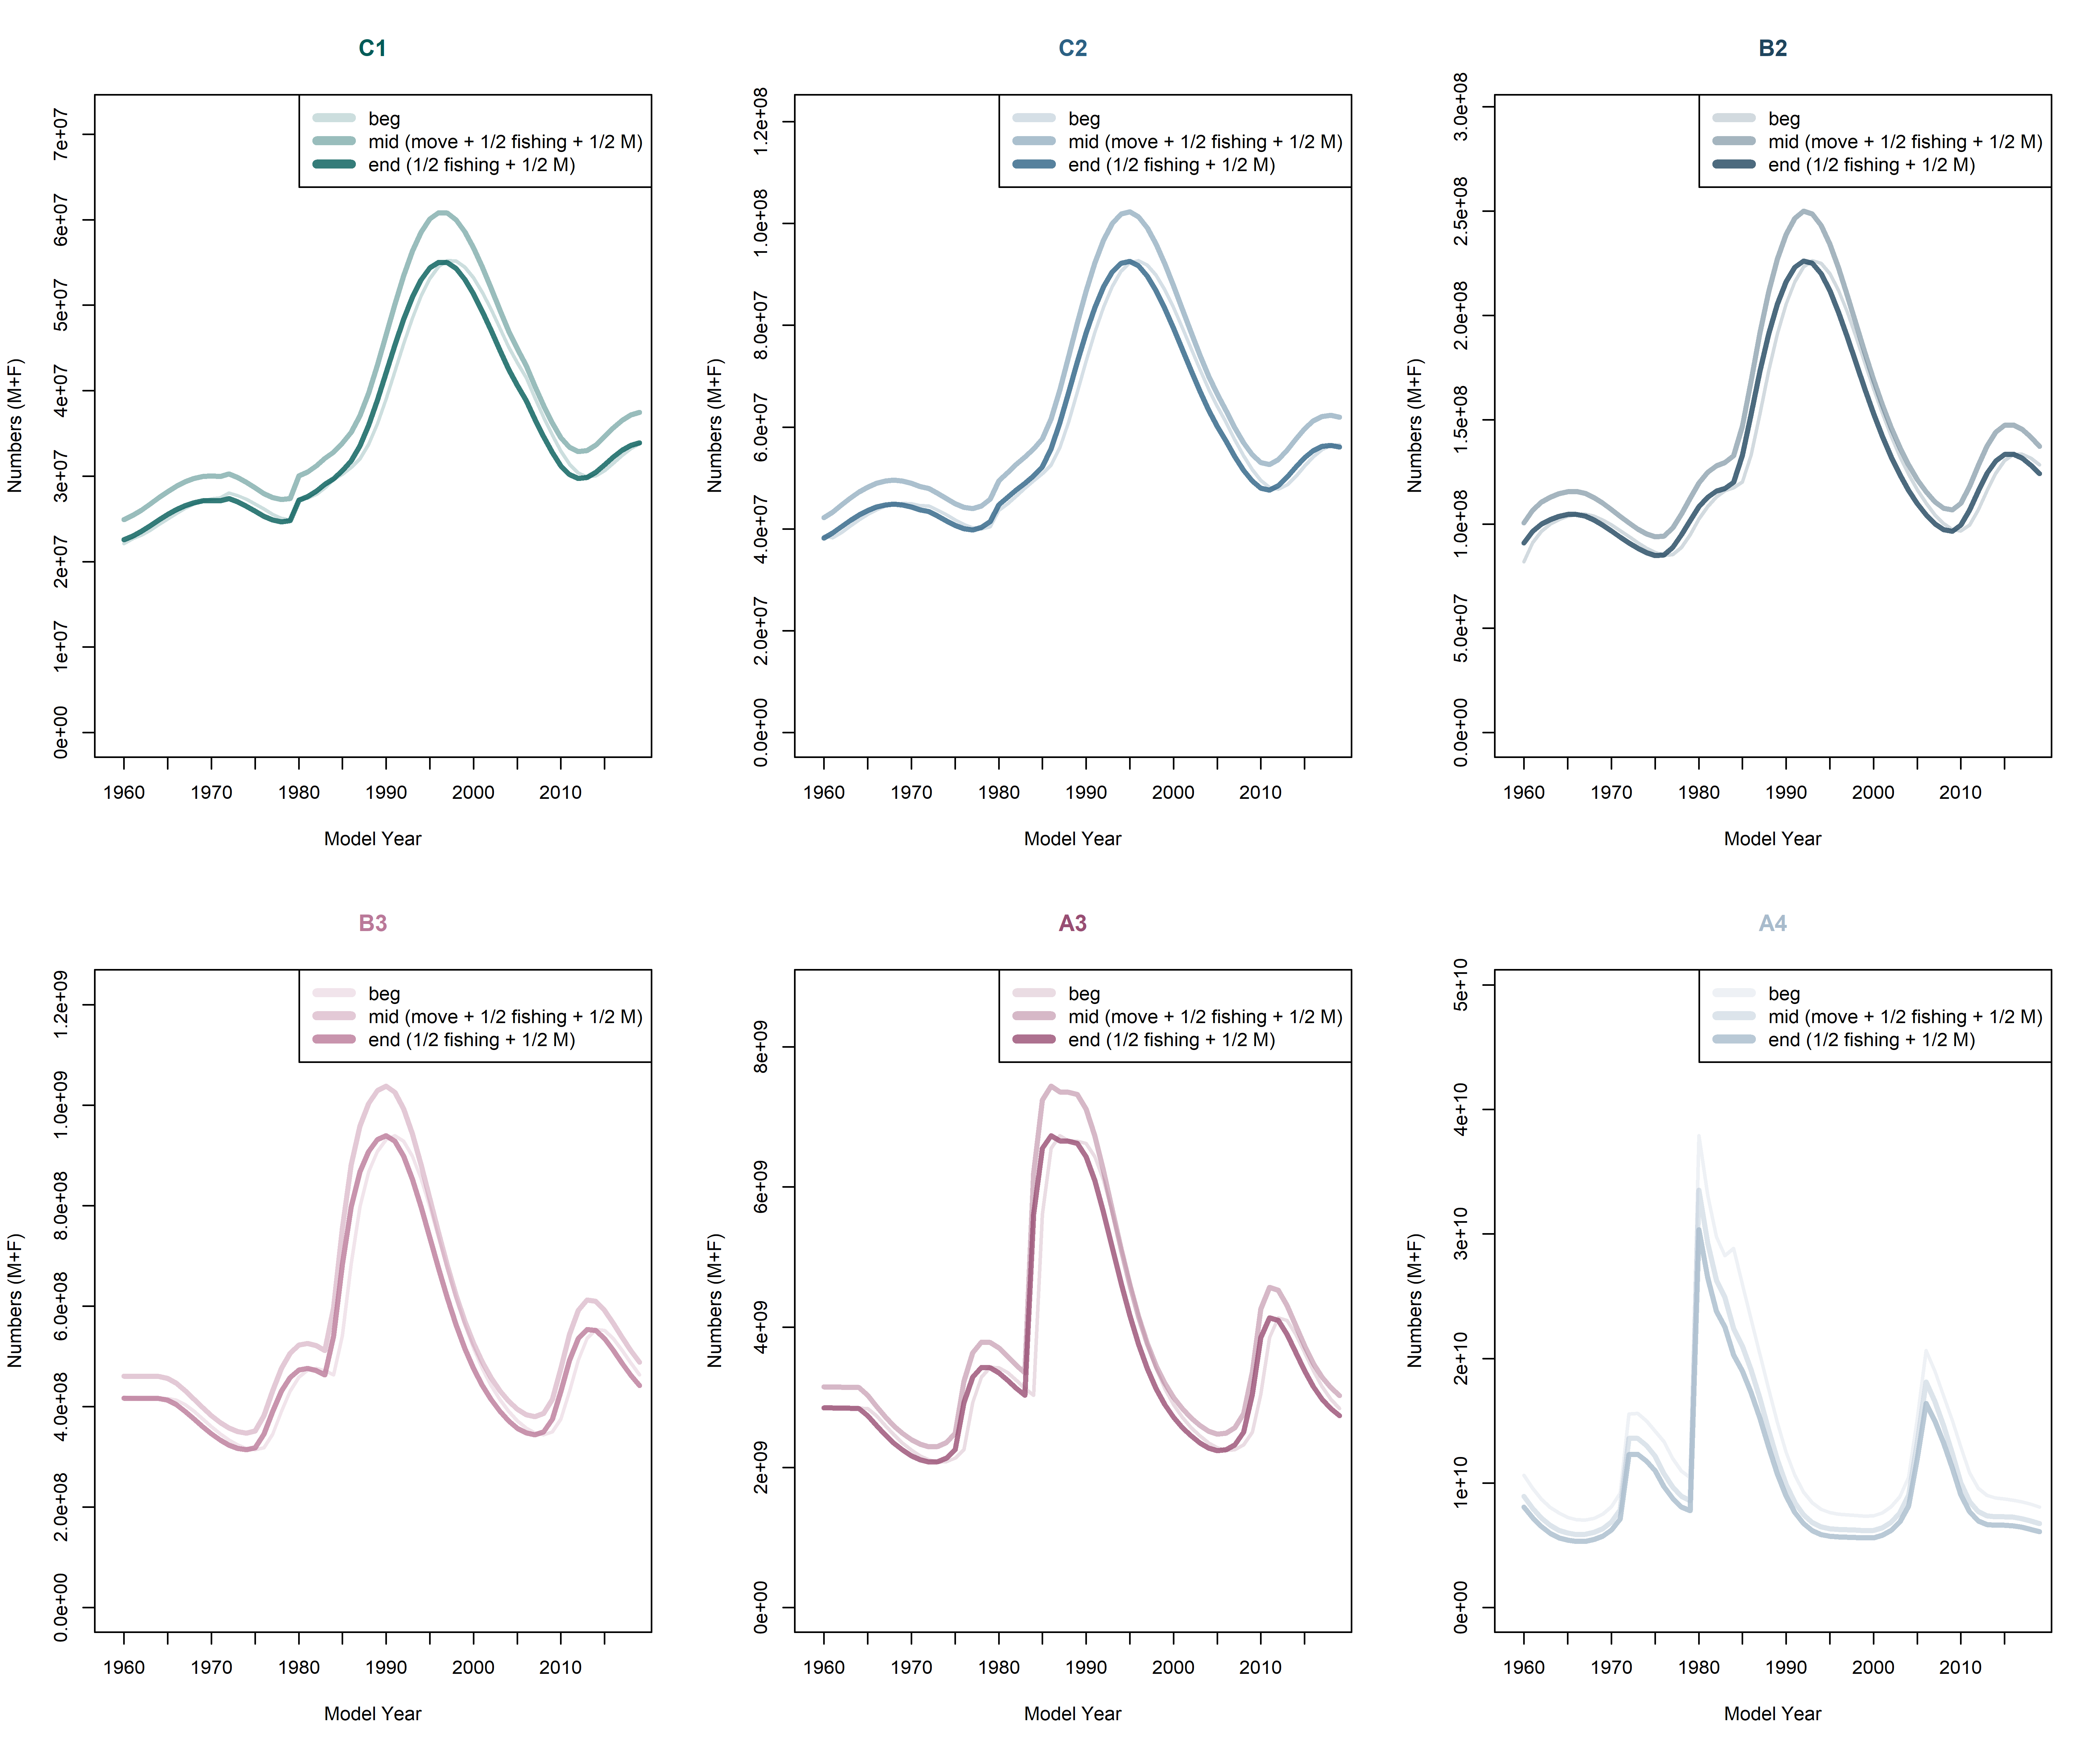 C1
beg
mid (move + 1/2 fishing + 1/2 M)
end (1/2 fishing + 1/2 M)
Numbers (M+F)
0e+00 1e+07 2e+07 3e+07 4e+07 5e+07 6e+07 7e+07
1960 1970 1980 1990 2000 2010
Model Year
C2
beg
mid (move + 1/2 fishing + 1/2 M)
end (1/2 fishing + 1/2 M)
Numbers (M+F)
0.0e+00 2.0e+07 4.0e+07 6.0e+07 8.0e+07 1.0e+08 1.2e+08
1960 1970 1980 1990 2000 2010
Model Year
B2
beg
mid (move + 1/2 fishing + 1/2 M)
end (1/2 fishing + 1/2 M)
Numbers (M+F)
0.0e+00 5.0e+07 1.0e+08 1.5e+08 2.0e+08 2.5e+08 3.0e+08
1960 1970 1980 1990 2000 2010
Model Year
B3
beg
mid (move + 1/2 fishing + 1/2 M)
end (1/2 fishing + 1/2 M)
Numbers (M+F)
0.0e+00 2.0e+08 4.0e+08 6.0e+08 8.0e+08 1.0e+09 1.2e+09
1960 1970 1980 1990 2000 2010
Model Year
A3
beg
mid (move + 1/2 fishing + 1/2 M)
end (1/2 fishing + 1/2 M)
Numbers (M+F)
0e+00 2e+09 4e+09 6e+09 8e+09
1960 1970 1980 1990 2000 2010
Model Year
A4
beg
mid (move + 1/2 fishing + 1/2 M)
end (1/2 fishing + 1/2 M)
Numbers (M+F)
0e+00 1e+10 2e+10 3e+10 4e+10 5e+10
1960 1970 1980 1990 2000 2010
Model Year